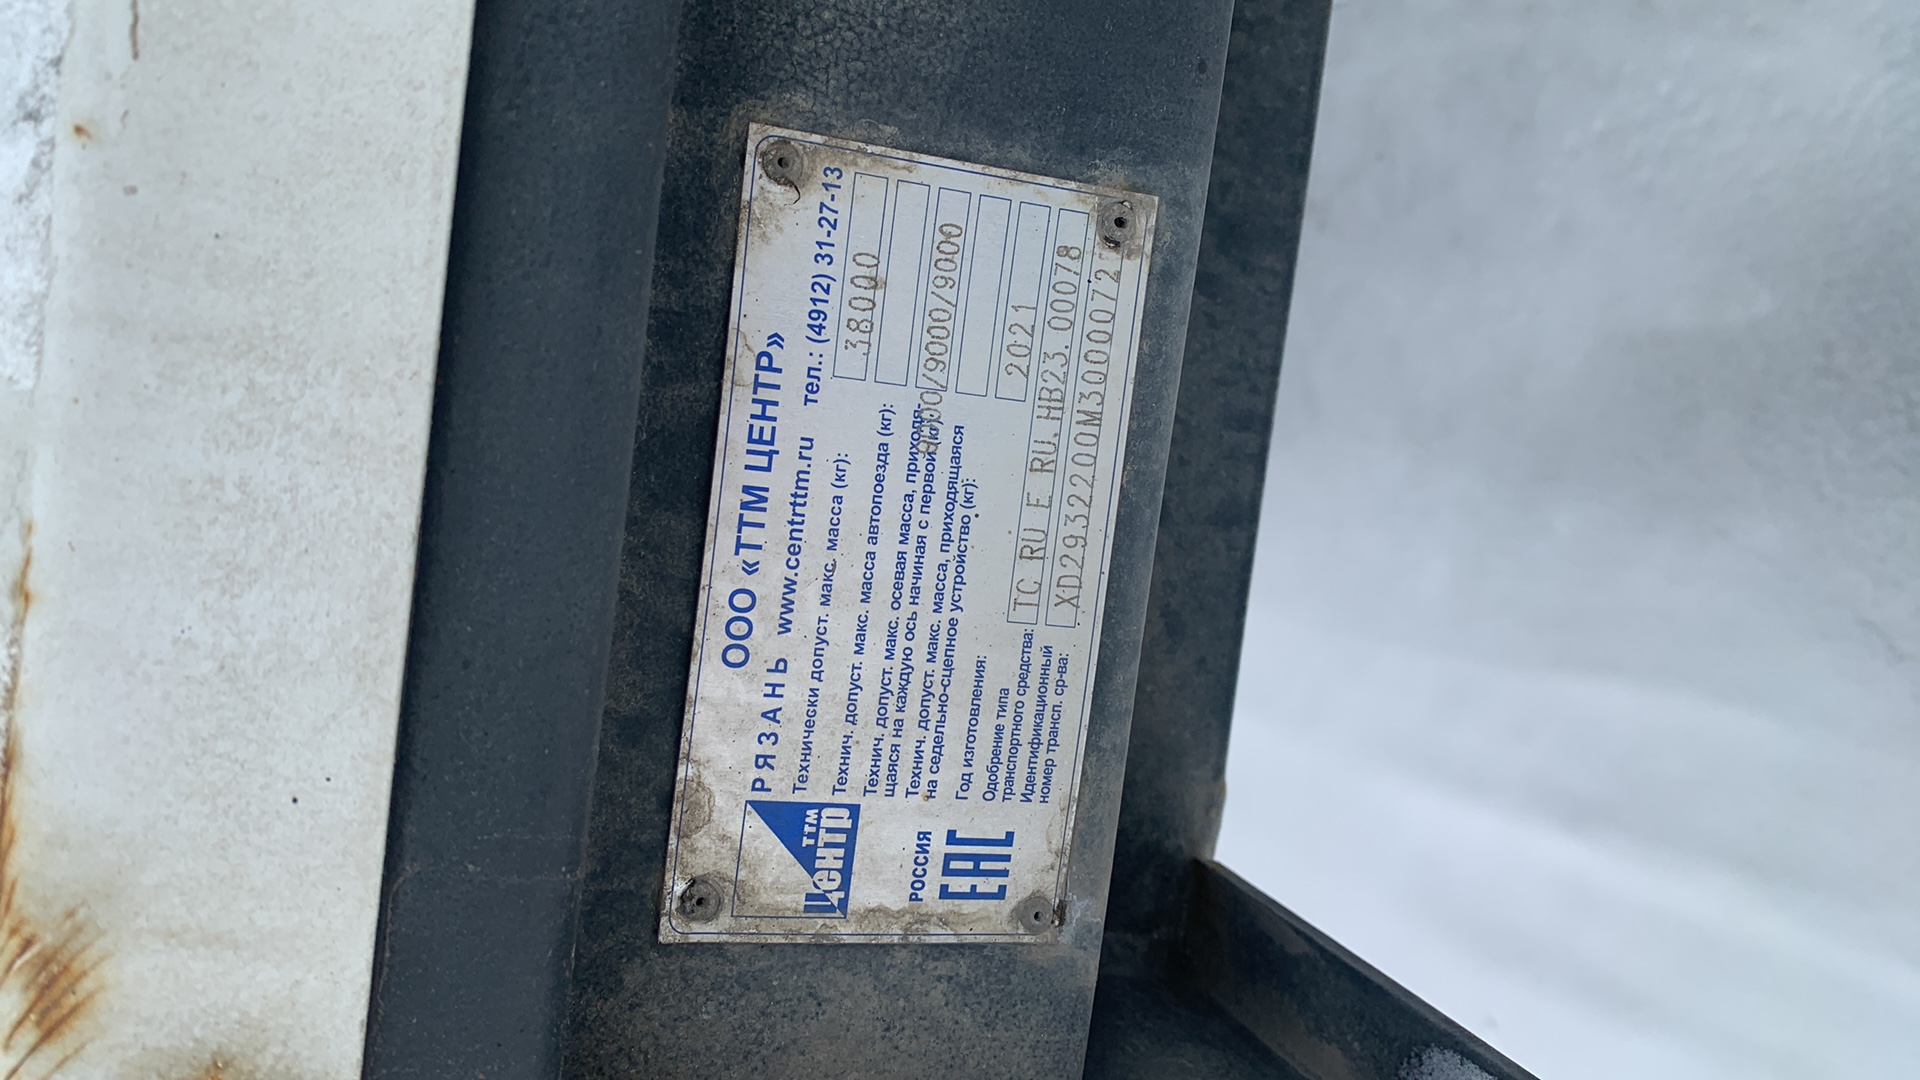 ООО «ТТМ ЦЕНТР»
РЯЗАНЬ www.centrttm.ru тел.: (4912) 31-27-13
ТТМ
Центр
РОССИЯ
ЕАС
Технически допуст. макс. масса (кг): 38000
Технич. допуст. макс. масса автопоезда (кг):
Технич. допуст. макс. осевая масса, приходя-
щаяся на каждую ось начиная с первой (кг): 9000/9000/9000
Технич. допуст. макс. масса, приходящаяся
на седельно-сцепное устройство (кг):
Год изготовления: 2021
Одобрение типа
транспортного средства: ТС RU Е RU.НВ23.00078
Идентификационный
номер трансп. ср-ва: XD2932200M3000072